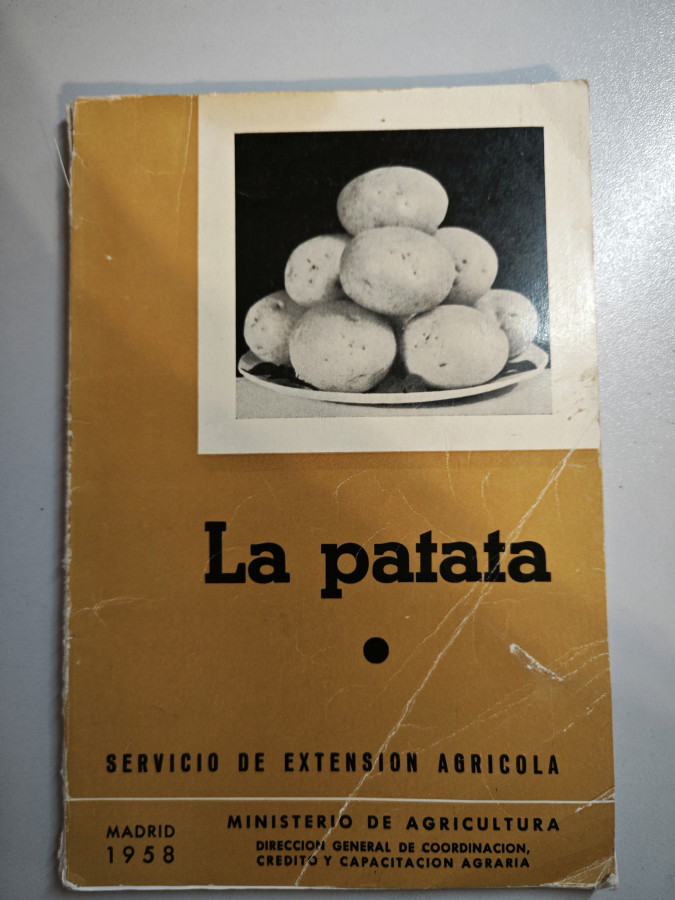 La patata
SERVICIO DE EXTENSION AGRICOLA
MADRID
1958
MINISTERIO DE AGRICULTURA
DIRECCION GENERAL DE COORDINACION,
CREDITO Y CAPACITACION AGRARIA